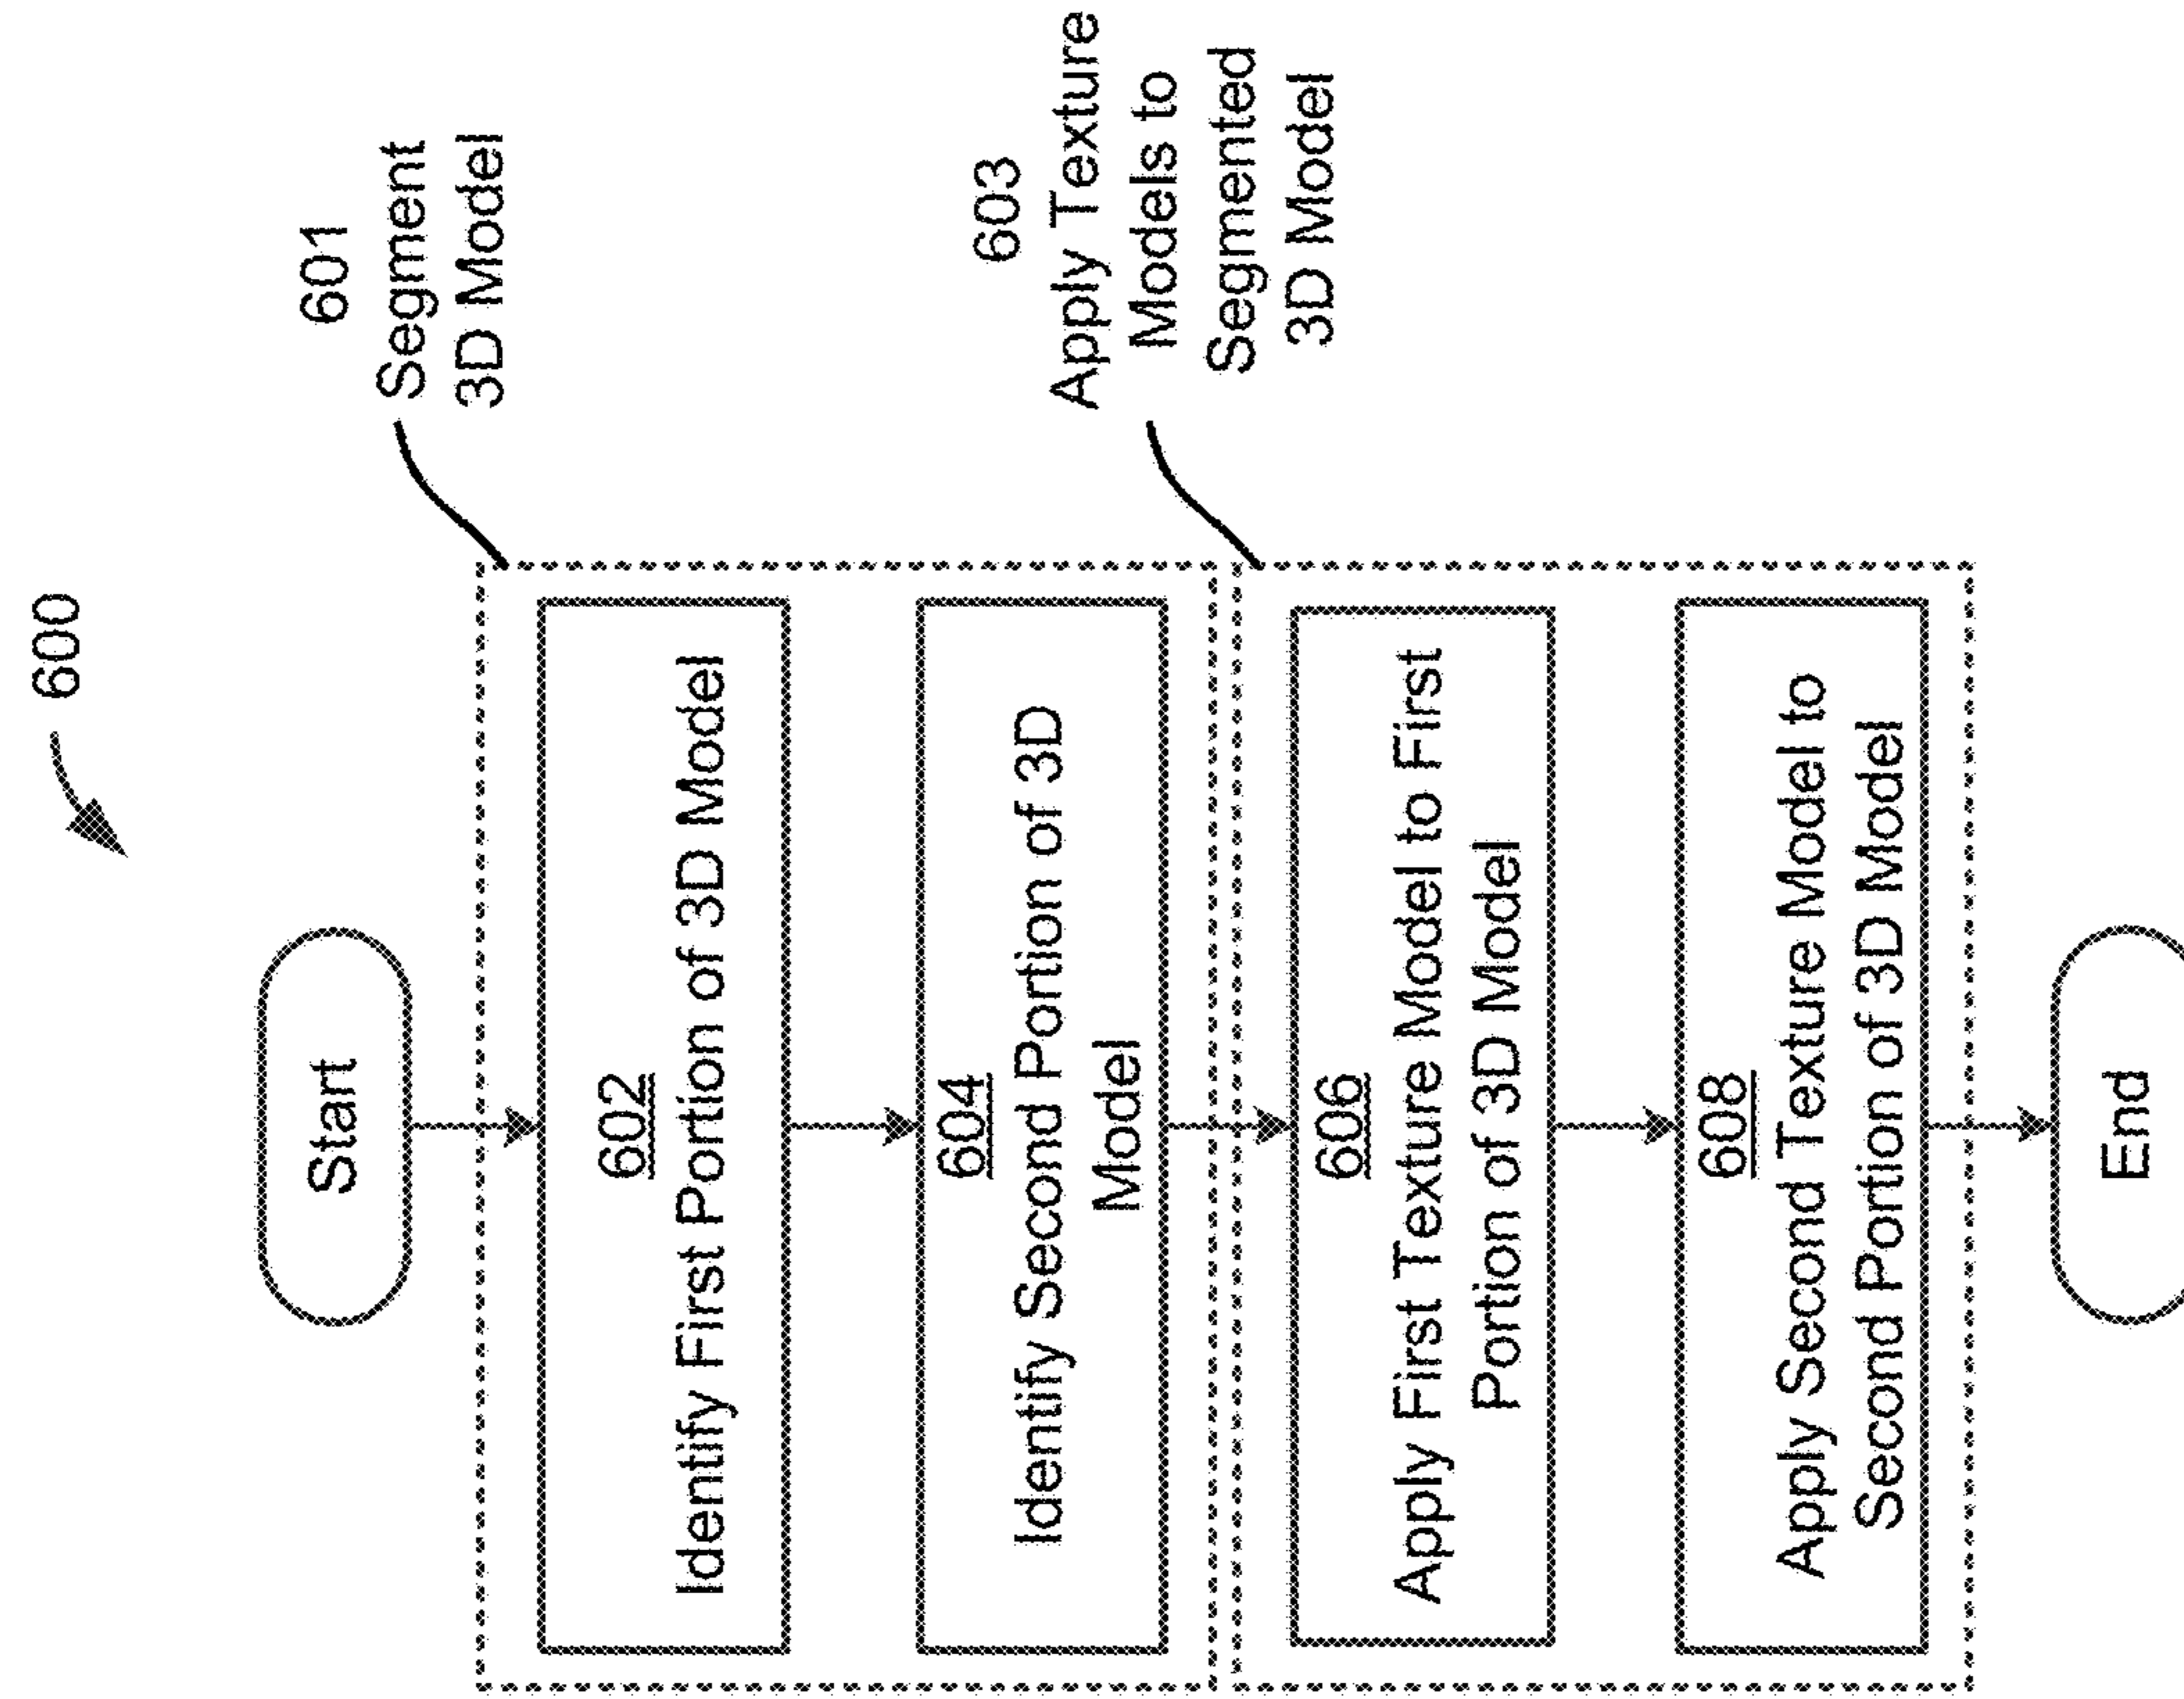 600
Start
601
Segment
3D Model
602
Identify First Portion of 3D Model
604
Identify Second Portion of 3D
Model
603
Apply Texture
Models to
Segmented
3D Model
606
Apply First Texture Model to First
Portion of 3D Model
608
Apply Second Texture Model to
Second Portion of 3D Model
End